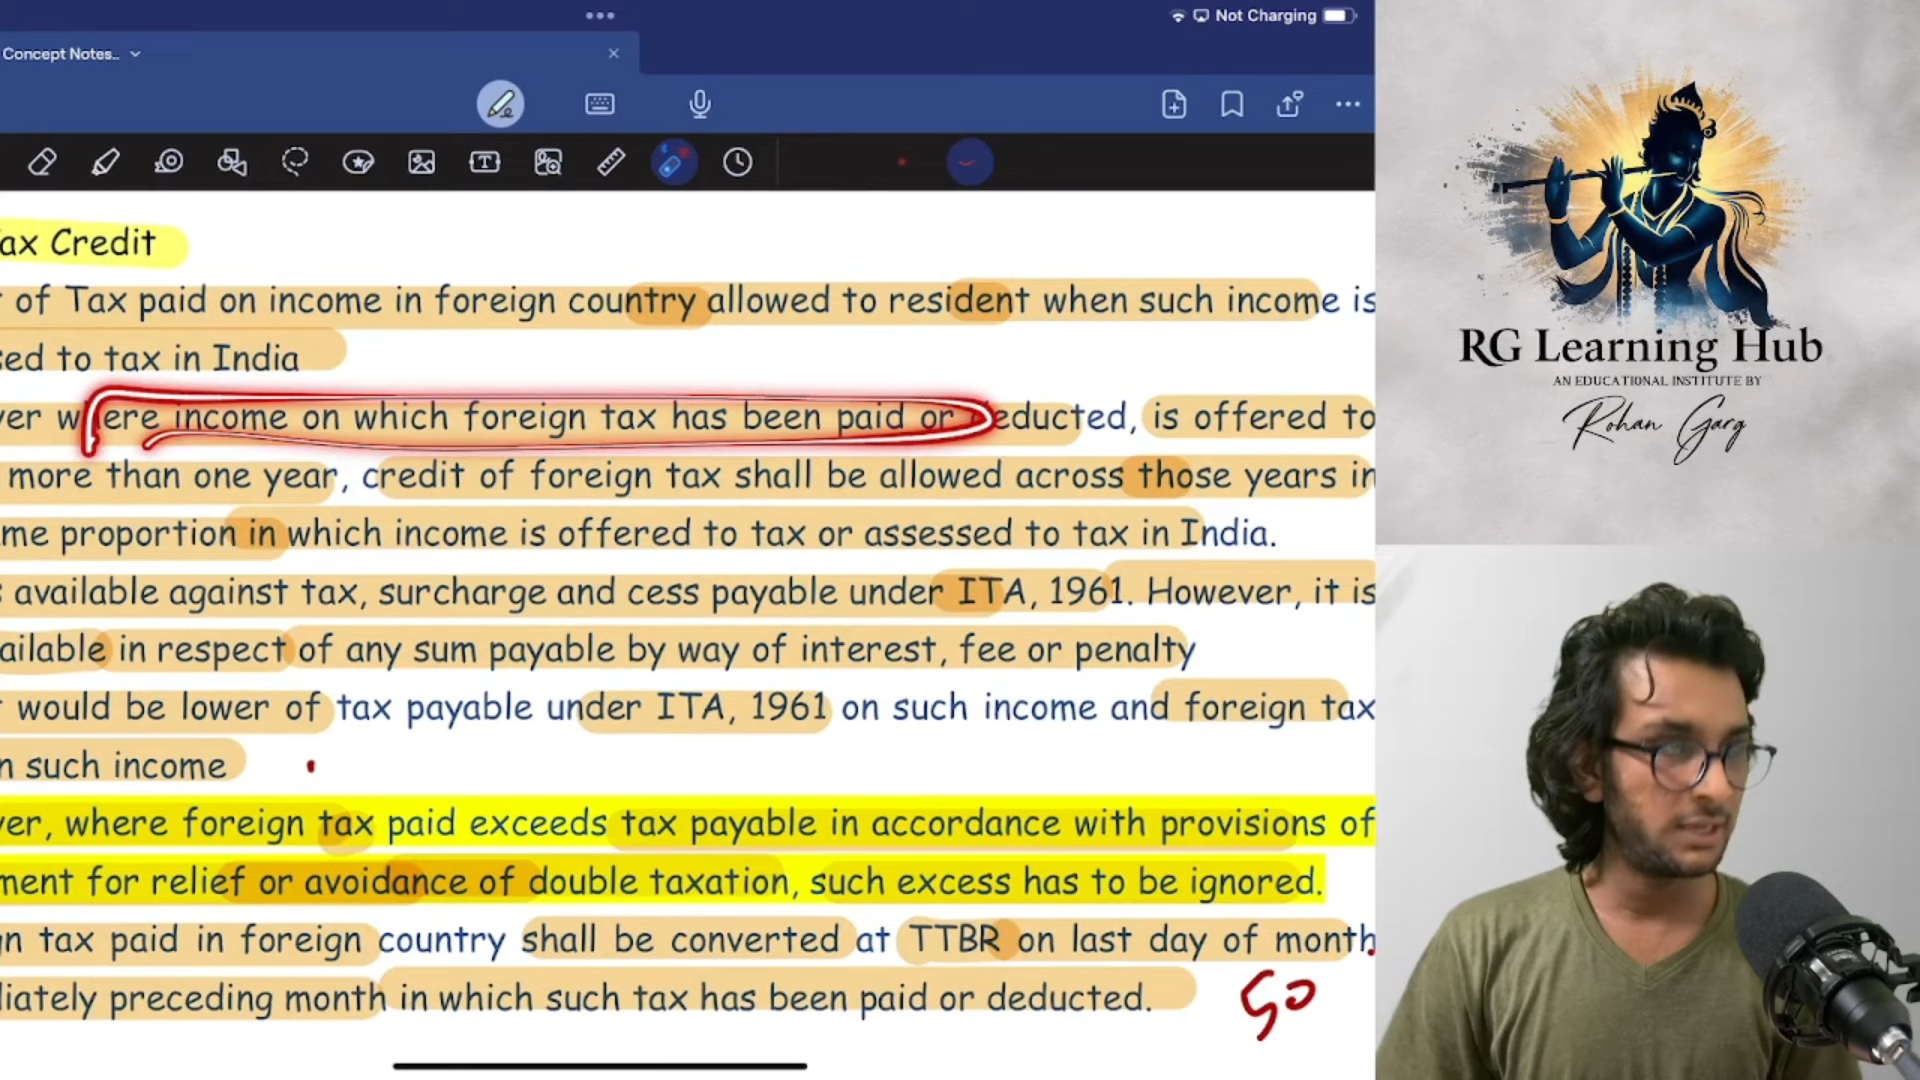 Not Charging
Concept Notes..
ax Credit
of Tax paid on income in foreign country allowed to resident when such income is
sed to tax in India
ver where income on which foreign tax has been paid or deducted, is offered to
more than one year, credit of foreign tax shall be allowed across those years in
me proportion in which income is offered to tax or assessed to tax in India.
available against tax, surcharge and cess payable under ITA, 1961. However, it is
ailable in respect of any sum payable by way of interest, fee or penalty
would be lower of tax payable under ITA, 1961 on such income and foreign tax
n such income
ver, where foreign tax paid exceeds tax payable in accordance with provisions of
ment for relief or avoidance of double taxation, such excess has to be ignored.
gn tax paid in foreign country shall be converted at TTBR on last day of month
diately preceding month in which such tax has been paid or deducted.
50
RG Learning Hub
AN EDUCATIONAL INSTITUTE BY
Rohan Garg